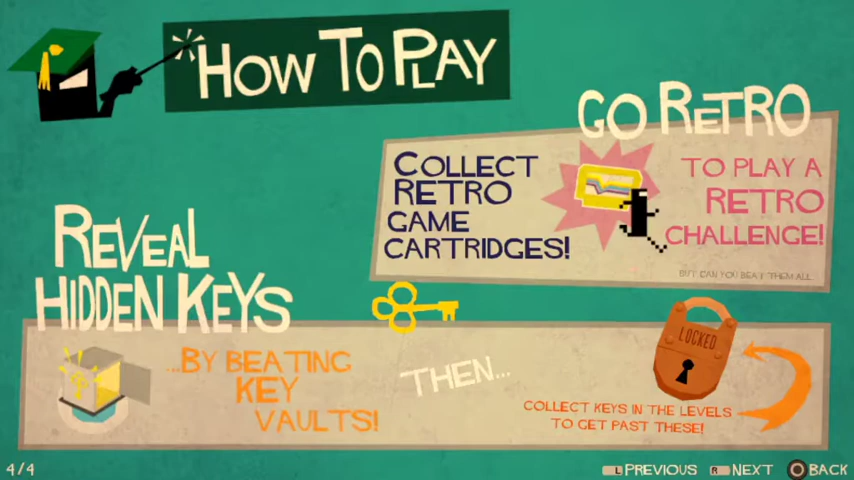 HOW TO PLAY
GO RETRO
COLLECT
RETRO
GAME
CARTRIDGES!
TO PLAY A
RETRO
CHALLENGE!
BUT CAN YOU BEAT THEM ALL...
REVEAL
HIDDEN KEYS
...BY BEATING
KEY
VAULTS!
THEN...
LOCKED
COLLECT KEYS IN THE LEVELS
TO GET PAST THESE!
4/4
L PREVIOUS R NEXT BACK